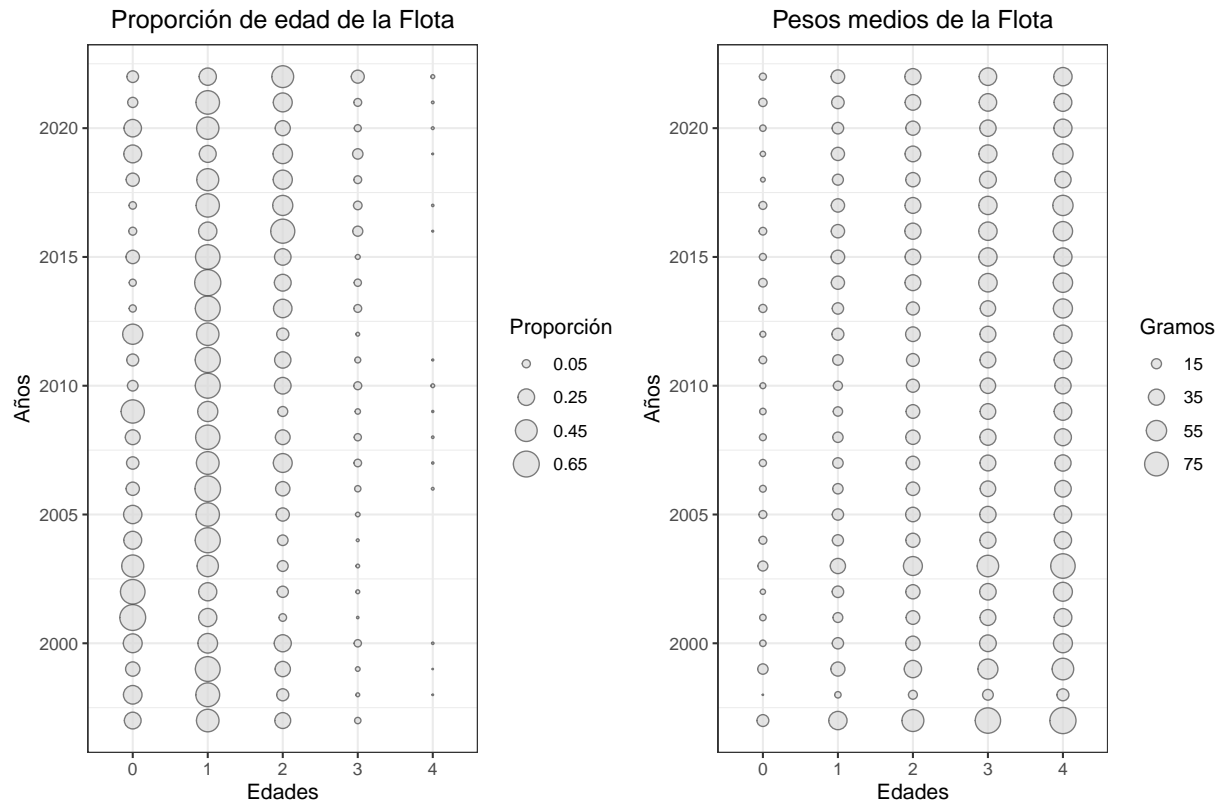 Proporción de edad de la Flota
2020
2015
2010
2005
2000
Años
0 1 2 3 4
Edades
Proporción
0.05
0.25
0.45
0.65
Pesos medios de la Flota
2020
2015
2010
2005
2000
Años
0 1 2 3 4
Edades
Gramos
15
35
55
75